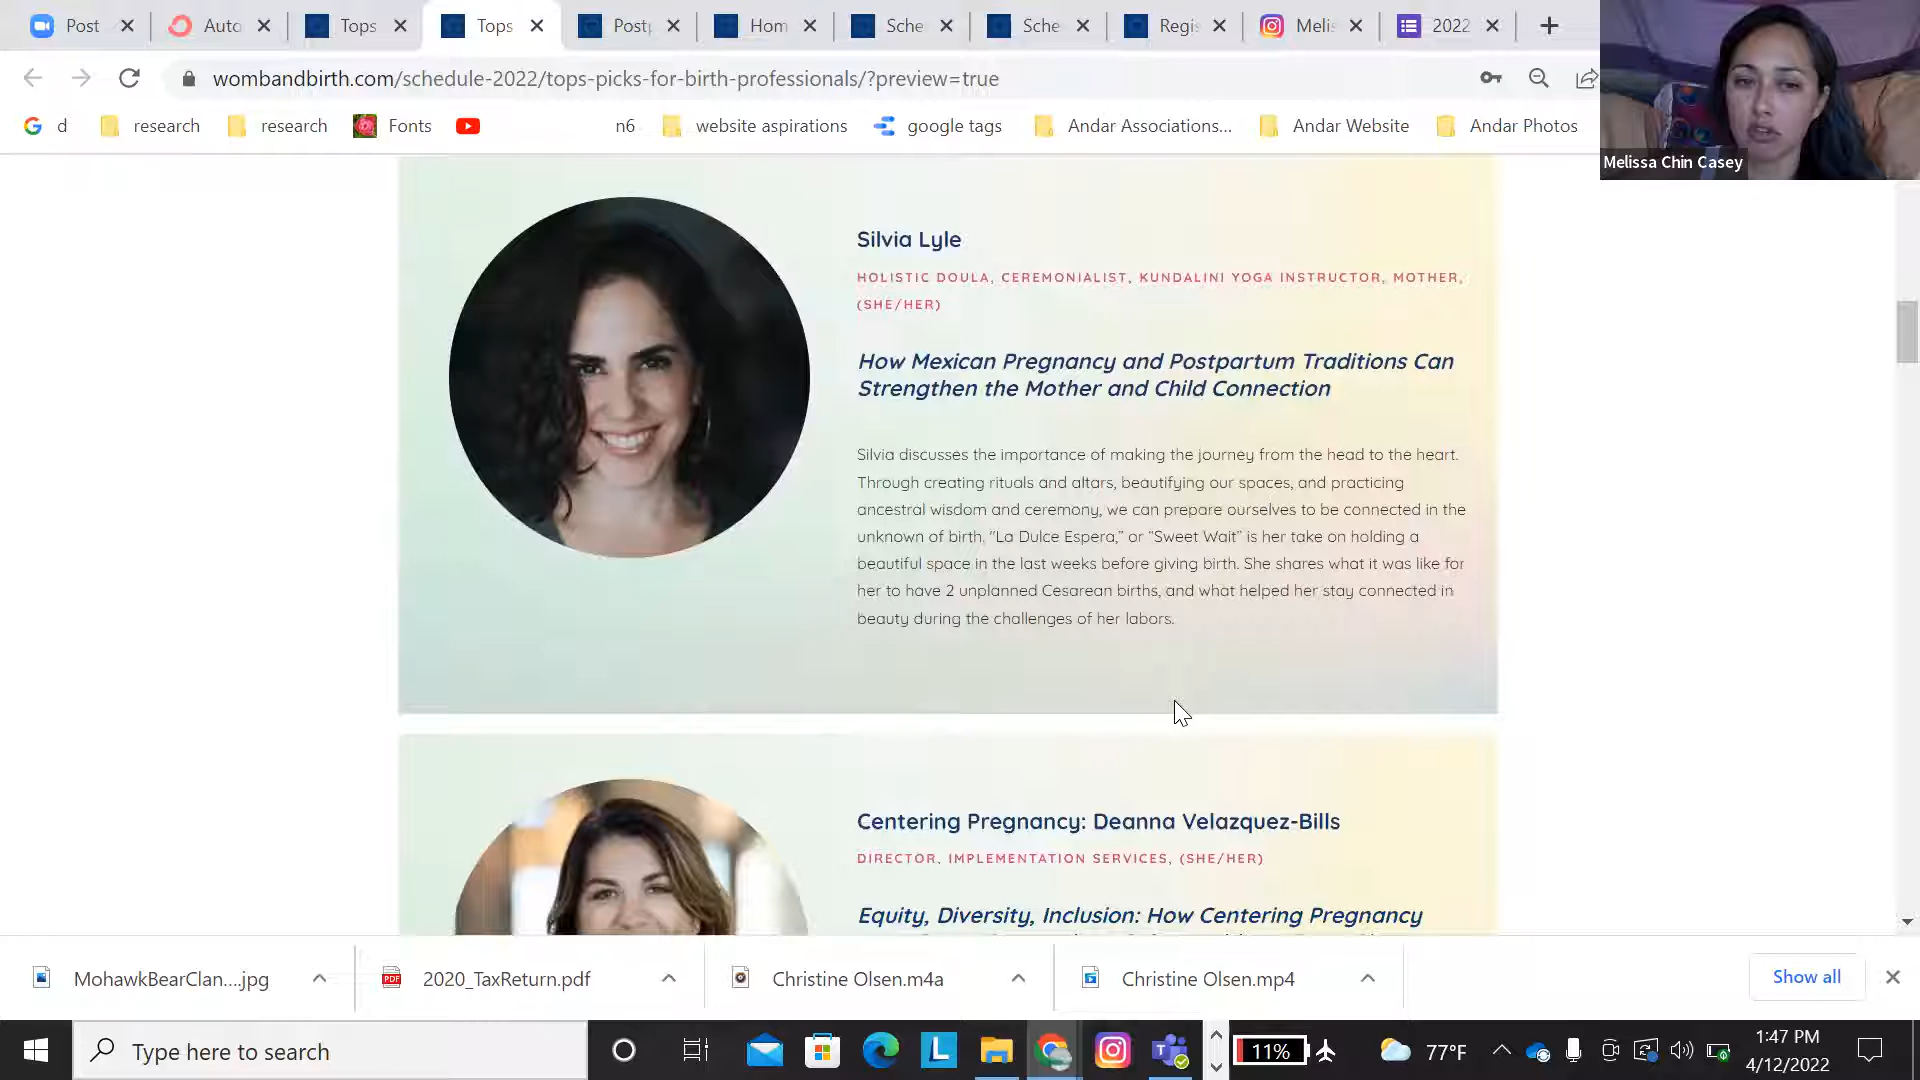 Post
Auto
Tops
Tops
Post
Hom
Sche
Sche
Regis
Melis
2022
wombandbirth.com/schedule-2022/tops-picks-for-birth-professionals/?preview=true
d
research
research
Fonts
n6
website aspirations
google tags
Andar Associations...
Andar Website
Andar Photos
Melissa Chin Casey
Silvia Lyle
HOLISTIC DOULA, CEREMONIALIST, KUNDALINI YOGA INSTRUCTOR, MOTHER,
(SHE/HER)
How Mexican Pregnancy and Postpartum Traditions Can
Strengthen the Mother and Child Connection
Silvia discusses the importance of making the journey from the head to the heart.
Through creating rituals and altars, beautifying our spaces, and practicing
ancestral wisdom and ceremony, we can prepare ourselves to be connected in the
unknown of birth. "La Dulce Espera," or "Sweet Wait" is her take on holding a
beautiful space in the last weeks before giving birth. She shares what it was like for
her to have 2 unplanned Cesarean births, and what helped her stay connected in
beauty during the challenges of her labors.
Centering Pregnancy: Deanna Velazquez-Bills
DIRECTOR, IMPLEMENTATION SERVICES, (SHE/HER)
Equity, Diversity, Inclusion: How Centering Pregnancy
MohawkBearClan....jpg
2020_TaxReturn.pdf
Christine Olsen.m4a
Christine Olsen.mp4
Show all
Type here to search
11%
77°F
1:47 PM
4/12/2022